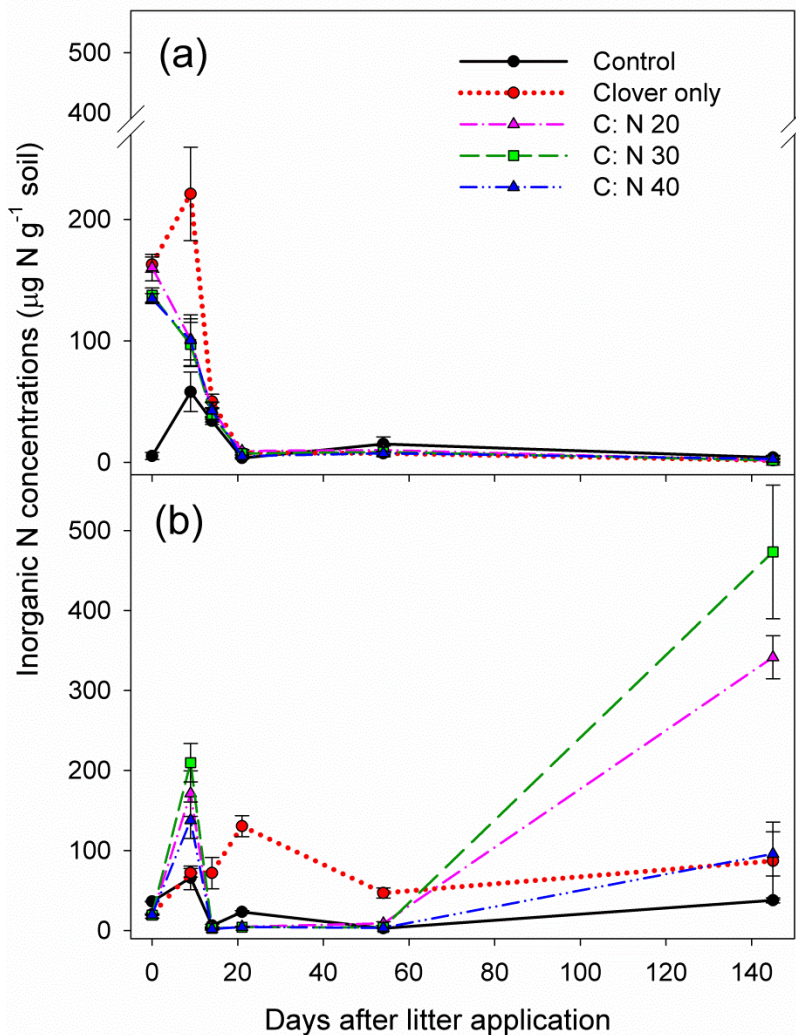 500
400
200
100
0
(a)
Control
Clover only
C: N 20
C: N 30
C: N 40
Inorganic N concentrations (μg N g⁻¹ soil)
(b)
500
400
300
200
100
0
0 20 40 60 80 100 120 140
Days after litter application